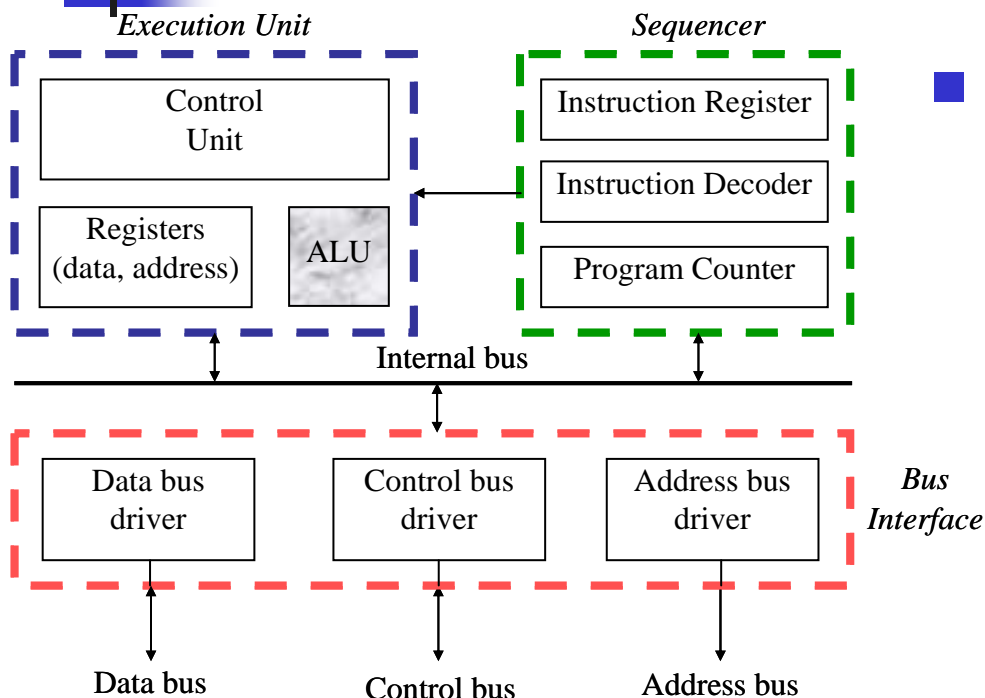 Execution Unit
Sequencer
Control
Unit
Registers
(data, address)
ALU
Instruction Register
Instruction Decoder
Program Counter
Internal bus
Data bus
driver
Control bus
driver
Address bus
driver
Bus
Interface
Data bus
Control bus
Address bus